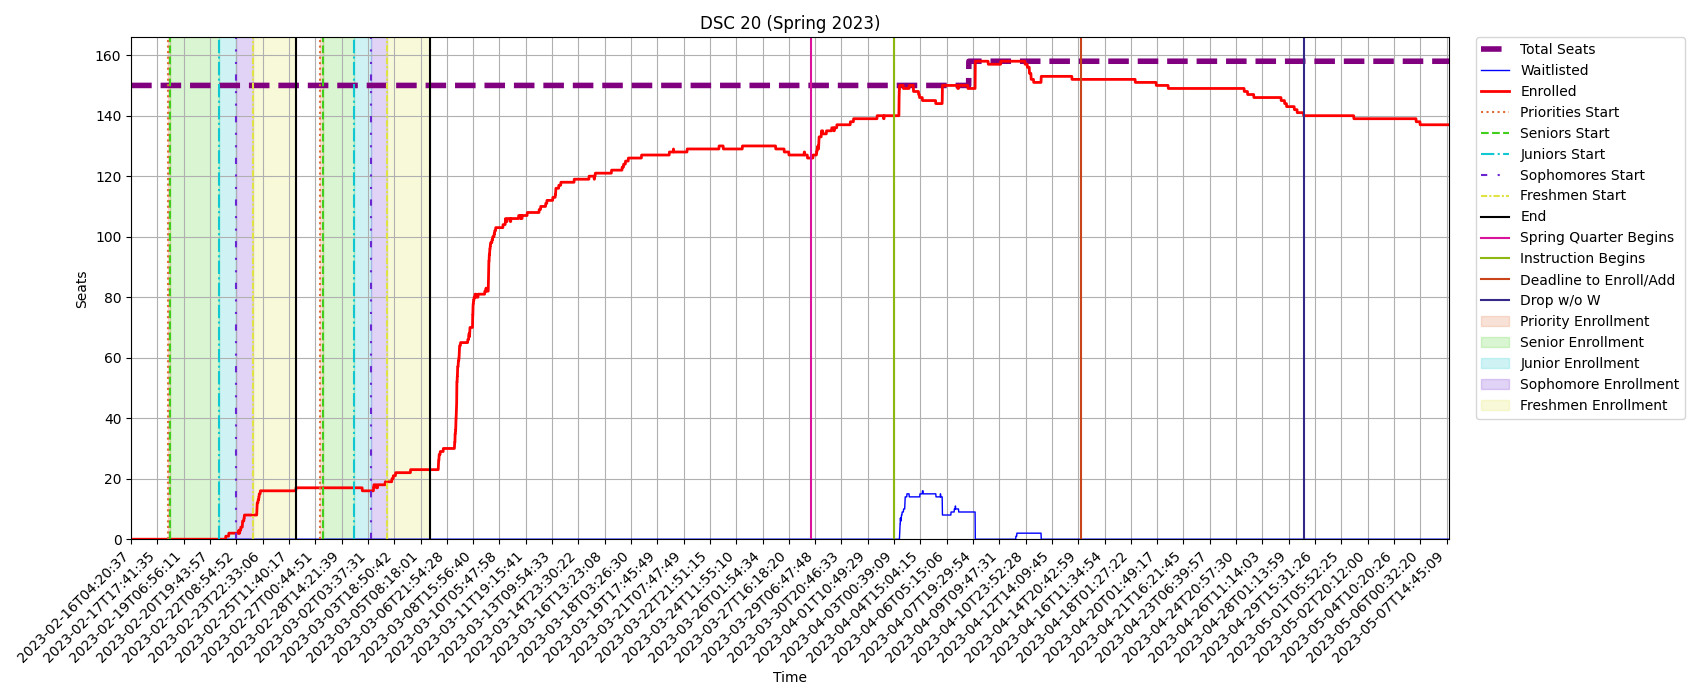 DSC 20 (Spring 2023)
Seats
160
140
120
100
80
60
40
20
0
2023-02-16T04:20:37
2023-02-17T17:41:35
2023-02-19T06:56:11
2023-02-20T19:43:57
2023-02-22T08:54:52
2023-02-23T22:33:06
2023-02-25T11:40:17
2023-02-27T00:44:51
2023-02-28T14:21:39
2023-03-02T03:37:31
2023-03-03T18:50:42
2023-03-05T08:18:01
2023-03-06T21:54:28
2023-03-08T15:56:40
2023-03-10T05:47:58
2023-03-11T19:15:41
2023-03-13T09:54:33
2023-03-14T23:30:22
2023-03-16T13:23:08
2023-03-18T03:26:30
2023-03-19T17:45:49
2023-03-21T07:47:49
2023-03-22T21:51:15
2023-03-24T11:55:10
2023-03-26T01:54:34
2023-03-27T16:18:20
2023-03-29T06:47:48
2023-03-30T20:46:33
2023-04-01T10:49:29
2023-04-03T00:39:09
2023-04-04T15:04:15
2023-04-06T05:15:06
2023-04-07T19:29:54
2023-04-09T09:47:31
2023-04-10T23:52:28
2023-04-12T14:09:45
2023-04-14T20:42:59
2023-04-16T11:34:54
2023-04-18T01:27:22
2023-04-20T01:49:17
2023-04-21T16:21:45
2023-04-23T06:39:57
2023-04-24T20:57:30
2023-04-26T11:14:03
2023-04-28T01:13:59
2023-04-29T15:31:26
2023-05-01T05:52:25
2023-05-02T20:12:00
2023-05-04T10:20:26
2023-05-06T00:32:20
2023-05-07T14:45:09
Time
Total Seats
Waitlisted
Enrolled
Priorities Start
Seniors Start
Juniors Start
Sophomores Start
Freshmen Start
End
Spring Quarter Begins
Instruction Begins
Deadline to Enroll/Add
Drop w/o W
Priority Enrollment
Senior Enrollment
Junior Enrollment
Sophomore Enrollment
Freshmen Enrollment